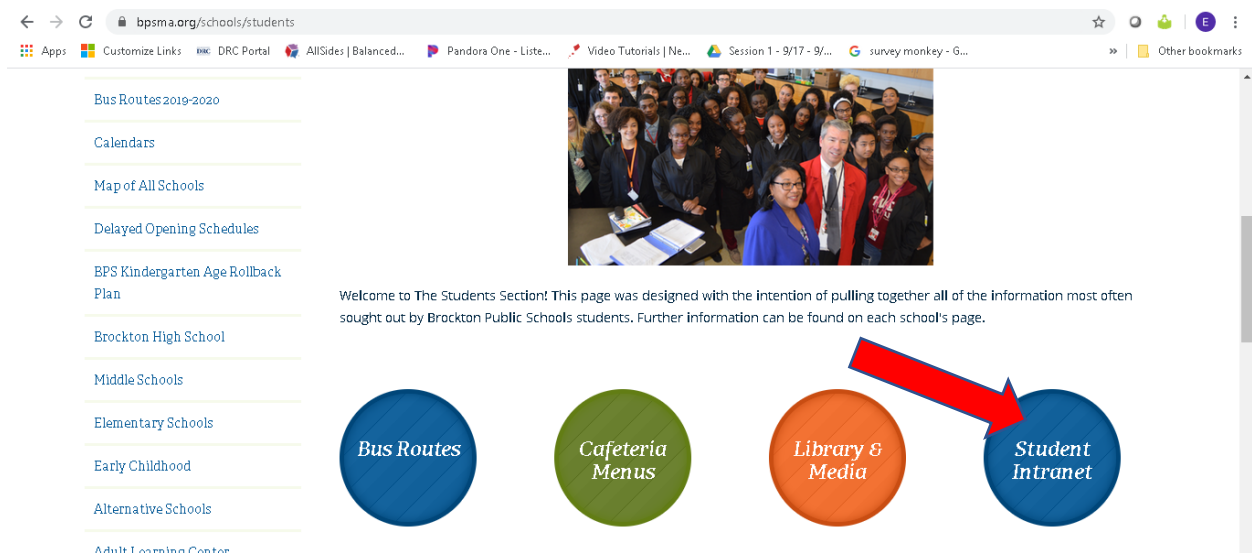 bpsma.org/schools/students
E
Apps Customize Links DRC DRC Portal AllSides | Balanced... Pandora One - Liste... Video Tutorials | Ne... Session 1 - 9/17 - 9/... G survey monkey - G... » Other bookmarks
Bus Routes 2019-2020
Calendars
Map of All Schools
Delayed Opening Schedules
BPS Kindergarten Age Rollback
Plan
Brockton High School
Middle Schools
Elementary Schools
Early Childhood
Alternative Schools
Adult Learning Center
Welcome to The Students Section! This page was designed with the intention of pulling together all of the information most often
sought out by Brockton Public Schools students. Further information can be found on each school's page.
Bus Routes
Cafeteria
Menus
Library &
Media
Student
Intranet